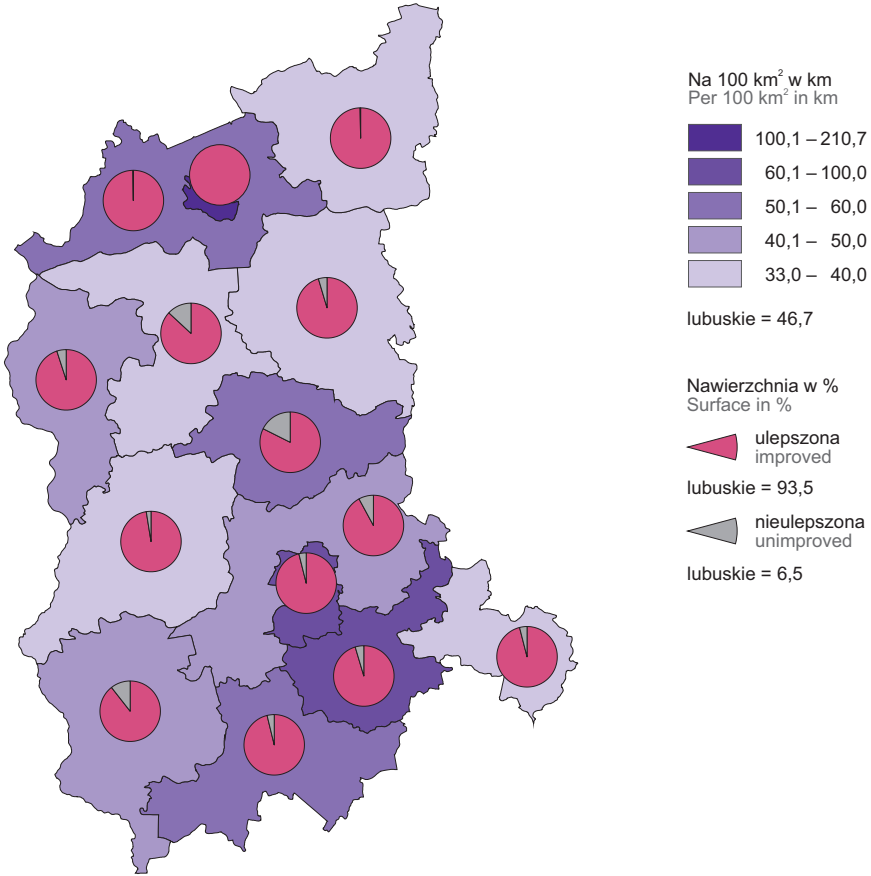 Na 100 km² w km
Per 100 km² in km
100,1 – 210,7
60,1 – 100,0
50,1 – 60,0
40,1 – 50,0
33,0 – 40,0
lubuskie = 46,7
Nawierzchnia w %
Surface in %
ulepszona
improved
lubuskie = 93,5
nieulepszona
unimproved
lubuskie = 6,5